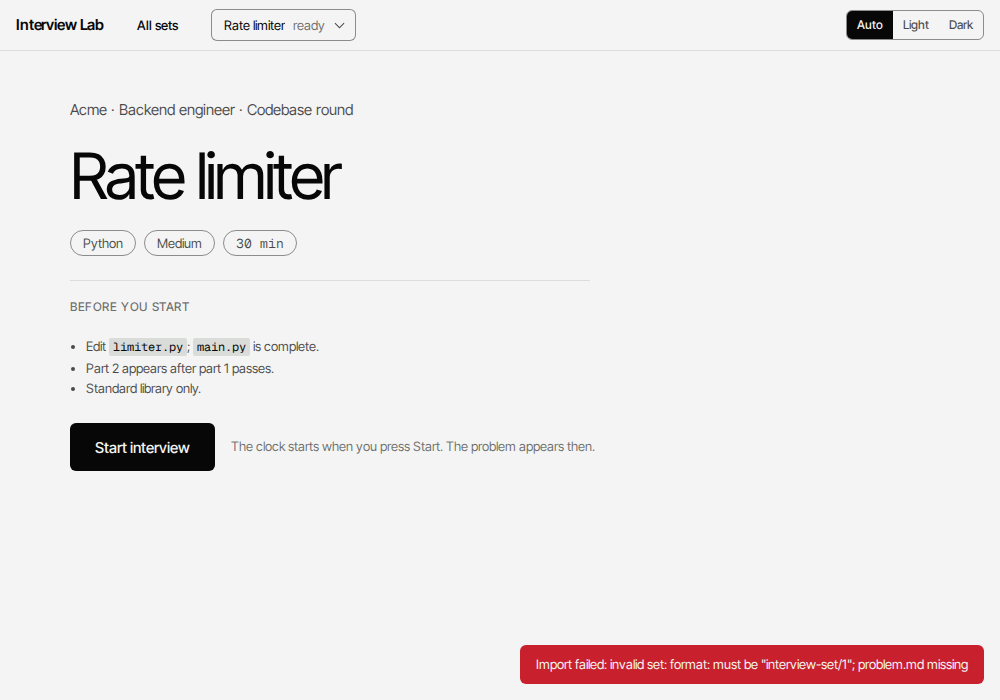 Interview Lab All sets Rate limiter ready Auto Light Dark
Acme · Backend engineer · Codebase round
Rate limiter
Python Medium 30 min
BEFORE YOU START
• Edit limiter.py; main.py is complete.
• Part 2 appears after part 1 passes.
• Standard library only.
Start interview The clock starts when you press Start. The problem appears then.
Import failed: invalid set: format: must be "interview-set/1"; problem.md missing